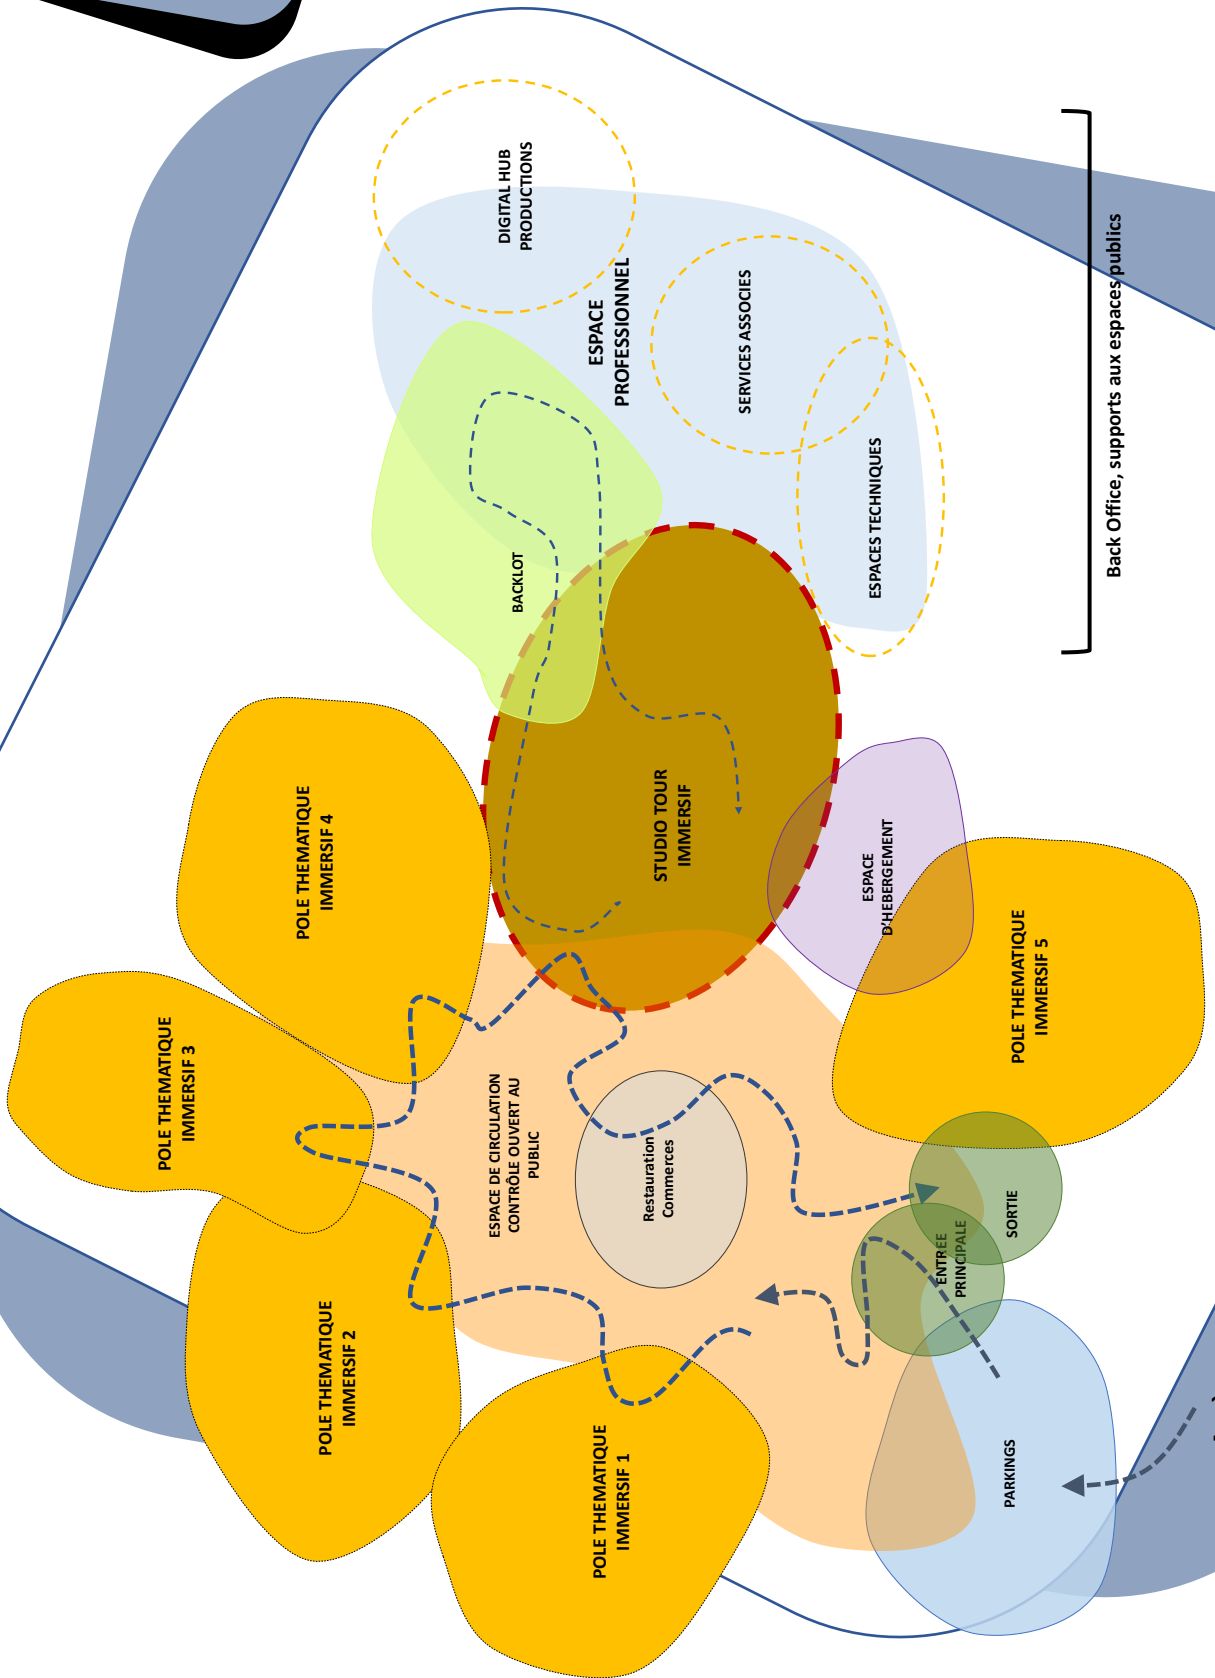 POLE THEMATIQUE
IMMERSIF 1
POLE THEMATIQUE
IMMERSIF 2
POLE THEMATIQUE
IMMERSIF 3
POLE THEMATIQUE
IMMERSIF 4
ESPACE DE CIRCULATION
CONTRÔLE OUVERT AU
PUBLIC
Restauration
Commerces
PARKINGS
ENTREE
PRINCIPALE
SORTIE
POLE THEMATIQUE
IMMERSIF 5
ESPACE
D'HEBERGEMENT
STUDIO TOUR
IMMERSIF
BACKLOT
ESPACE
PROFESSIONNEL
DIGITAL HUB
PRODUCTIONS
SERVICES ASSOCIES
ESPACES TECHNIQUES
Back Office, supports aux espaces publics